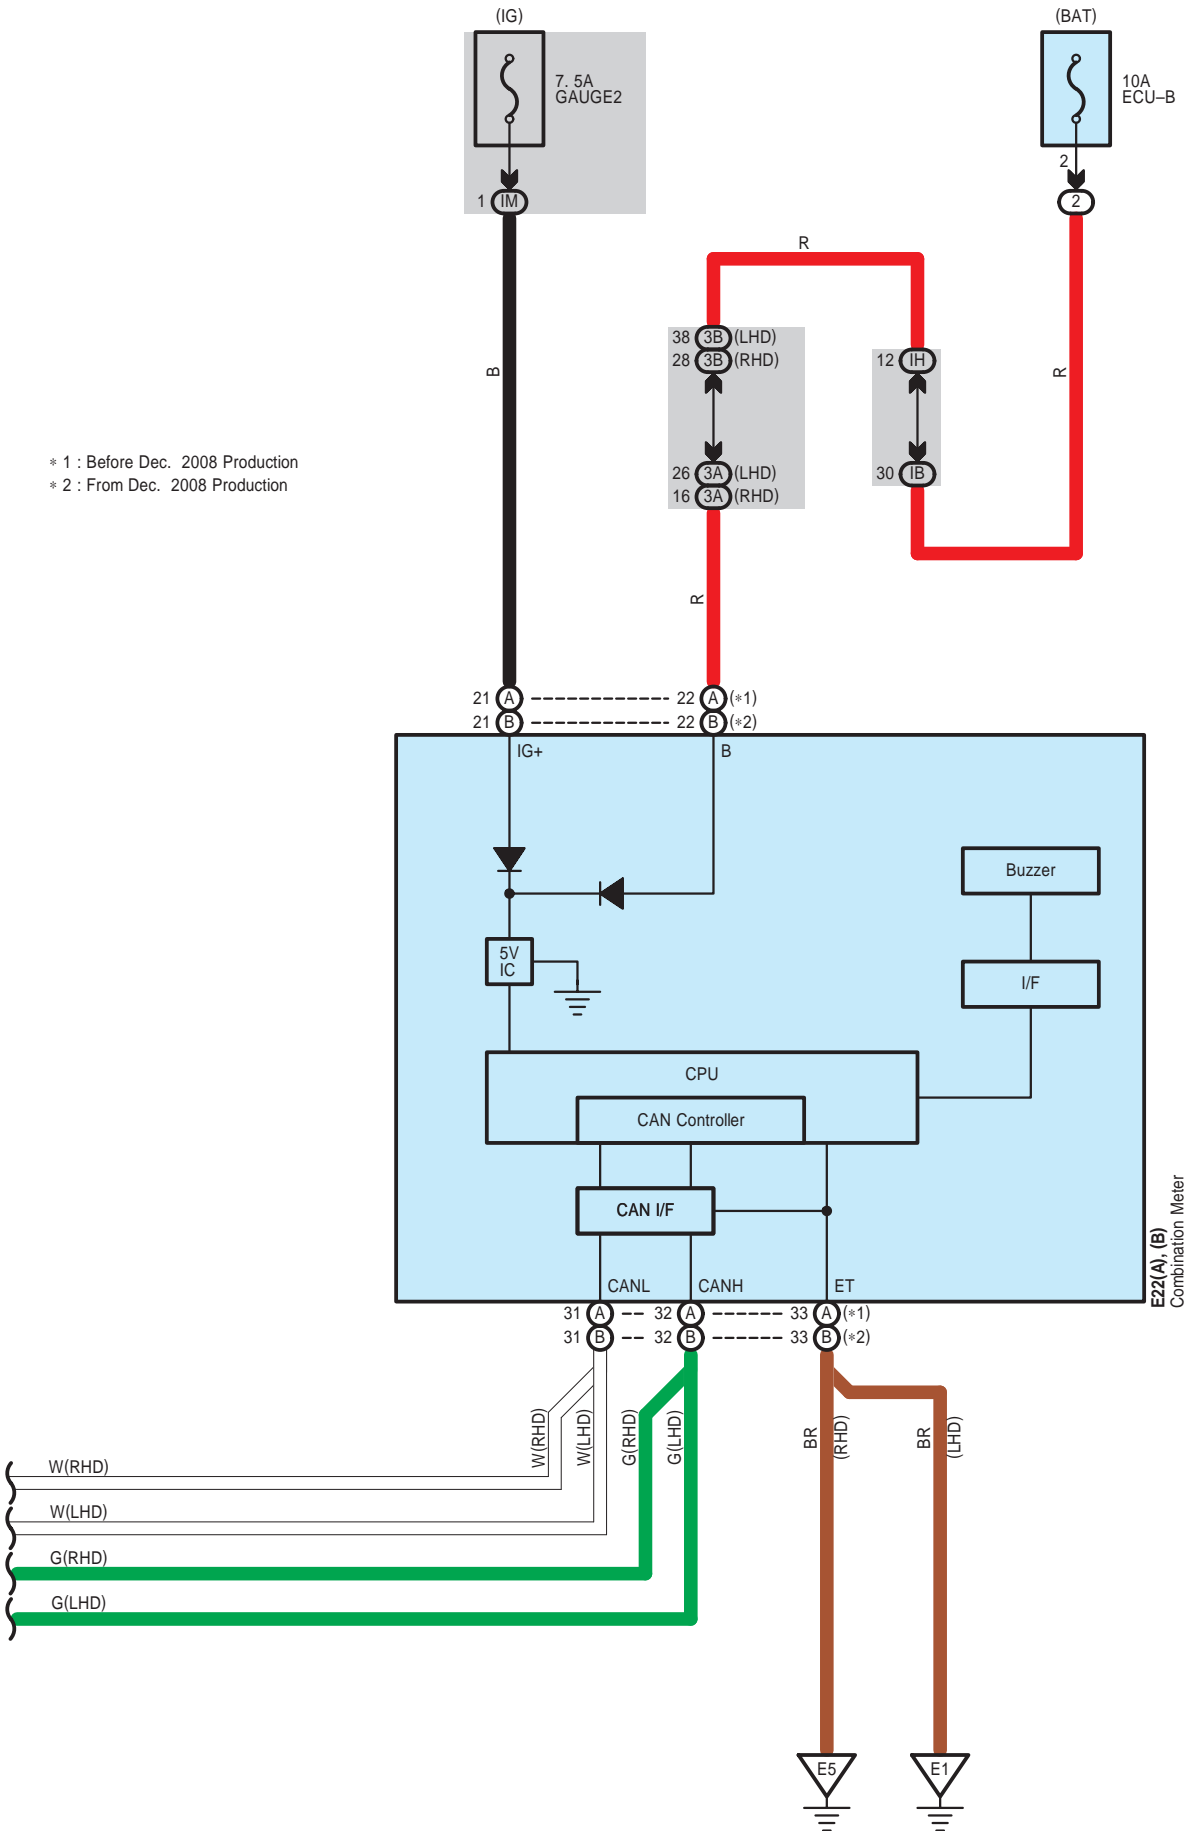 (IG)
(BAT)
7. 5A
GAUGE2
10A
ECU–B
1 IM
2
2
R
38 3B (LHD)
28 3B (RHD)
12 IH
B
R
∗ 1 : Before Dec. 2008 Production
∗ 2 : From Dec. 2008 Production
26 3A (LHD)
16 3A (RHD)
30 IB
R
21 A 22 A (∗1)
21 B 22 B (∗2)
IG+
B
Buzzer
5V
IC
I/F
CPU
CAN Controller
CAN I/F
E22(A), (B)
Combination Meter
CANL
CANH
ET
31 A 32 A 33 A (∗1)
31 B 32 B 33 B (∗2)
W(RHD)
W(LHD)
G(RHD)
G(LHD)
BR
(RHD)
BR
(LHD)
W(RHD)
W(LHD)
G(RHD)
G(LHD)
E5
E1